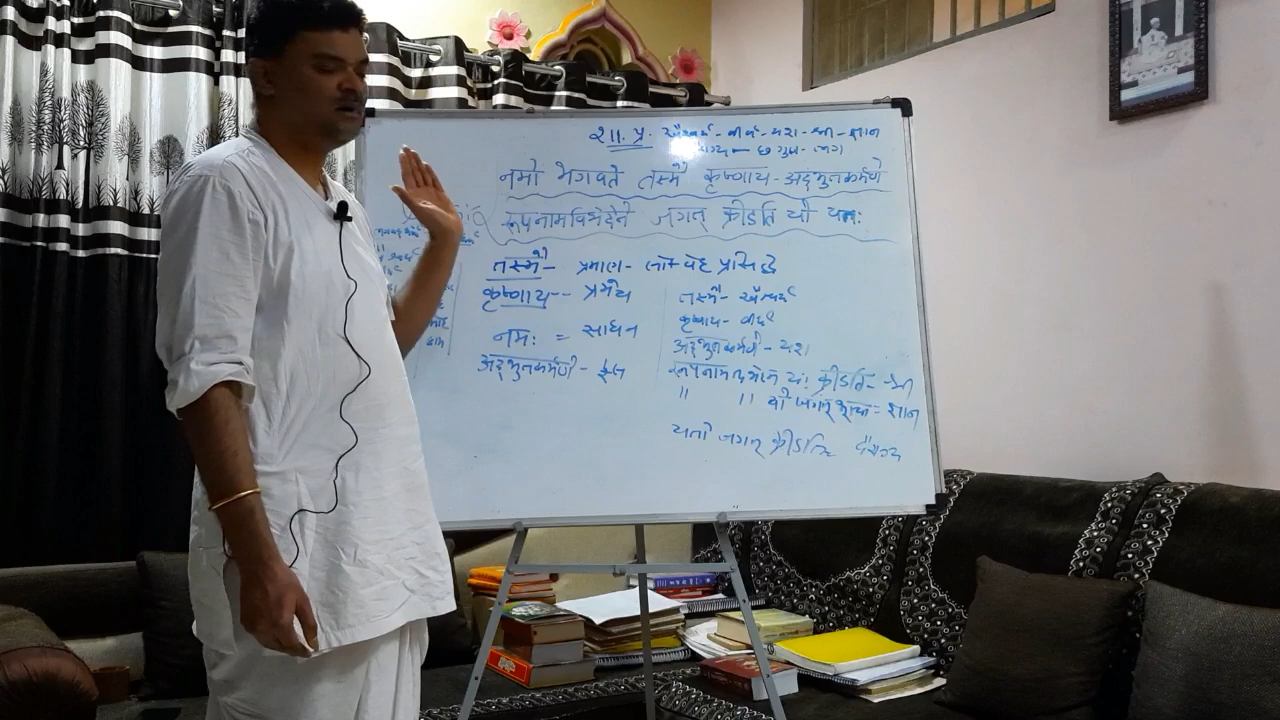 शा. प्र. ऐश्वर्य - वीर्य - यश - श्री - ज्ञान
छ गुण - भग
नमो भगवते तस्मै कृष्णाय - अद्भुतकर्मणे
रूपनामविभेदेन जगत् क्रीडति यो यतः
तस्मै - प्रमाण - लोक वेद प्रसिद्धे
कृष्णाय -- प्रमेय
नमः = साधन
अद्भुतकर्मणे - फल
तस्मै - ऐश्वर्य
कृष्णाय - वीर्य
अद्भुतकर्मणे - यश
रूपनाम यः क्रीडति - श्री
" " यो जगत् = ज्ञान
यतो जगत् क्रीडति वैराग्य